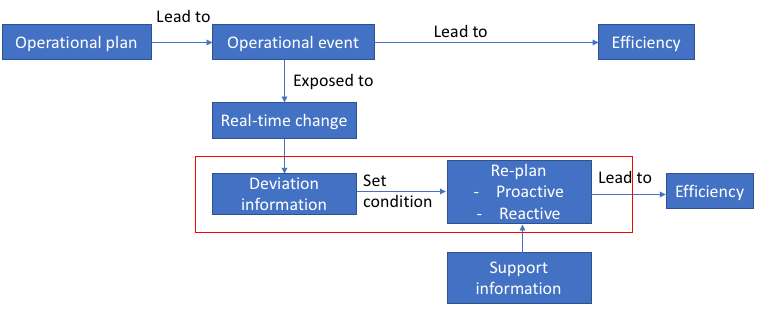 Lead to
Operational plan
Operational event
Lead to
Efficiency
Exposed to
Real-time change
Deviation
information
Set
condition
Re-plan
- Proactive
- Reactive
Lead to
Efficiency
Support
information